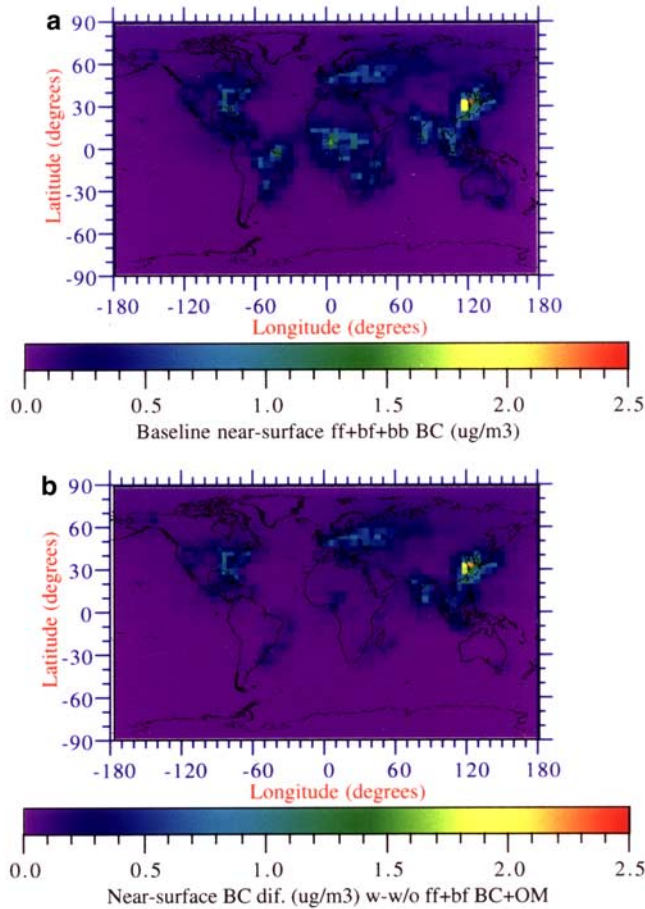 a
90
60
30
0
-30
-60
-90
Latitude (degrees)
-180 -120 -60 0 60 120 180
Longitude (degrees)
0.0 0.5 1.0 1.5 2.0 2.5
Baseline near-surface ff+bf+bb BC (ug/m3)
b
90
60
30
0
-30
-60
-90
Latitude (degrees)
-180 -120 -60 0 60 120 180
Longitude (degrees)
0.0 0.5 1.0 1.5 2.0 2.5
Near-surface BC dif. (ug/m3) w-w/o ff+bf BC+OM